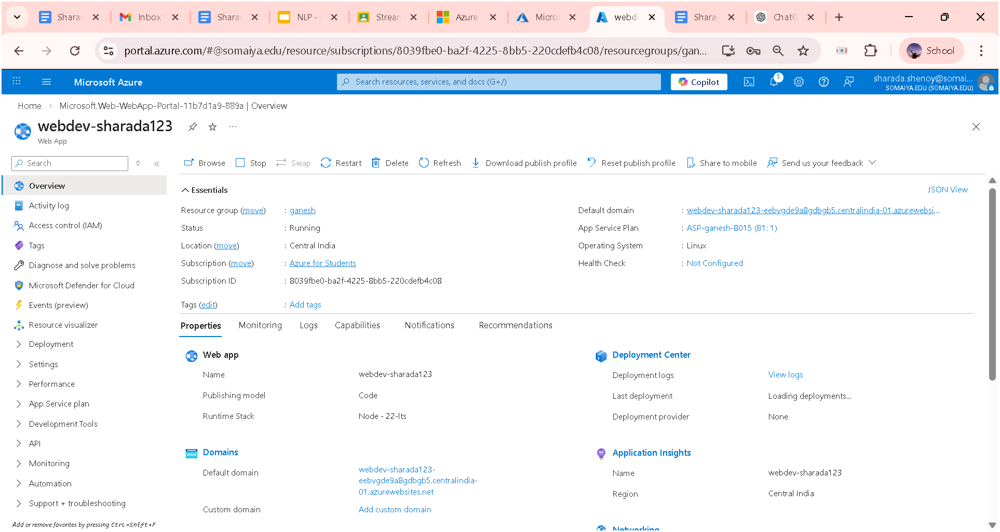 Shara
Inbox
Shara
NLP - 
Strear
Azure
Micro
webd
Shara
ChatG
portal.azure.com/#@somaiya.edu/resource/subscriptions/8039fbe0-ba2f-4225-8bb5-220cdefb4c08/resourcegroups/gan...
School
Microsoft Azure
Search resources, services, and docs (G+/)
Copilot
5
sharada.shenoy@somai...
SOMAIYA.EDU (SOMAIYA.EDU)
Home > Microsoft.Web-WebApp-Portal-11b7d1a9-889a | Overview
webdev-sharada123
Web App
Search
Browse Stop Swap Restart Delete Refresh Download publish profile Reset publish profile Share to mobile Send us your feedback
Overview
Activity log
Access control (IAM)
Tags
Diagnose and solve problems
Microsoft Defender for Cloud
Events (preview)
Resource visualizer
Deployment
Settings
Performance
App Service plan
Development Tools
API
Monitoring
Automation
Support + troubleshooting
Add or remove favorites by pressing Ctrl+Shift+F
Essentials
JSON View
Resource group (move) : ganesh
Status : Running
Location (move) : Central India
Subscription (move) : Azure for Students
Subscription ID : 8039fbe0-ba2f-4225-8bb5-220cdefb4c08
Tags (edit) : Add tags
Default domain : webdev-sharada123-eebvgde9a8gdbgb5.centralindia-01.azurewebsi...
App Service Plan : ASP-ganesh-8015 (B1: 1)
Operating System : Linux
Health Check : Not Configured
Properties Monitoring Logs Capabilities Notifications Recommendations
Web app
Name webdev-sharada123
Publishing model Code
Runtime Stack Node - 22-lts
Domains
Default domain webdev-sharada123-
eebvgde9a8gdbgb5.centralindia-
01.azurewebsites.net
Custom domain Add custom domain
Deployment Center
Deployment logs View logs
Last deployment Loading deployments...
Deployment provider None
Application Insights
Name webdev-sharada123
Region Central India
Networking